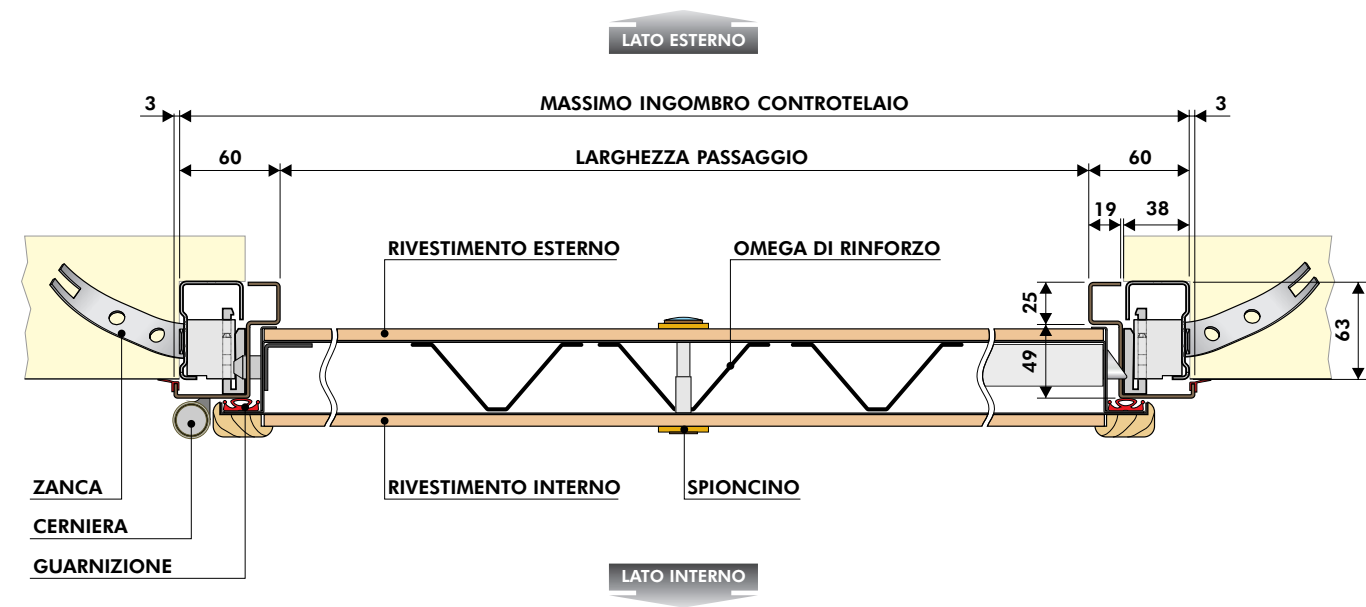 LATO ESTERNO
3
MASSIMO INGOMBRO CONTROTELAIO
3
60
LARGHEZZA PASSAGGIO
60
19
38
RIVESTIMENTO ESTERNO
OMEGA DI RINFORZO
25
63
49
ZANCA
RIVESTIMENTO INTERNO
SPIONCINO
CERNIERA
GUARNIZIONE
LATO INTERNO